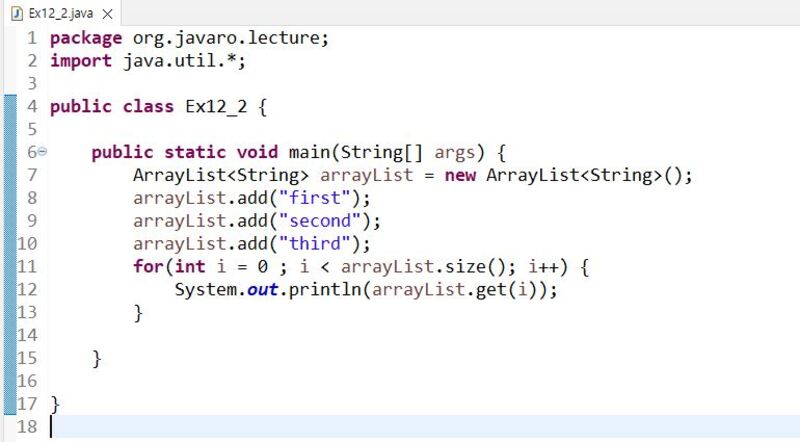 Ex12_2.java
1 package org.javaro.lecture;
2 import java.util.*;
3
4 public class Ex12_2 {
5
6     public static void main(String[] args) {
7         ArrayList<String> arrayList = new ArrayList<String>();
8         arrayList.add("first");
9         arrayList.add("second");
10         arrayList.add("third");
11         for(int i = 0 ; i < arrayList.size(); i++) {
12             System.out.println(arrayList.get(i));
13         }
14
15     }
16
17 }
18